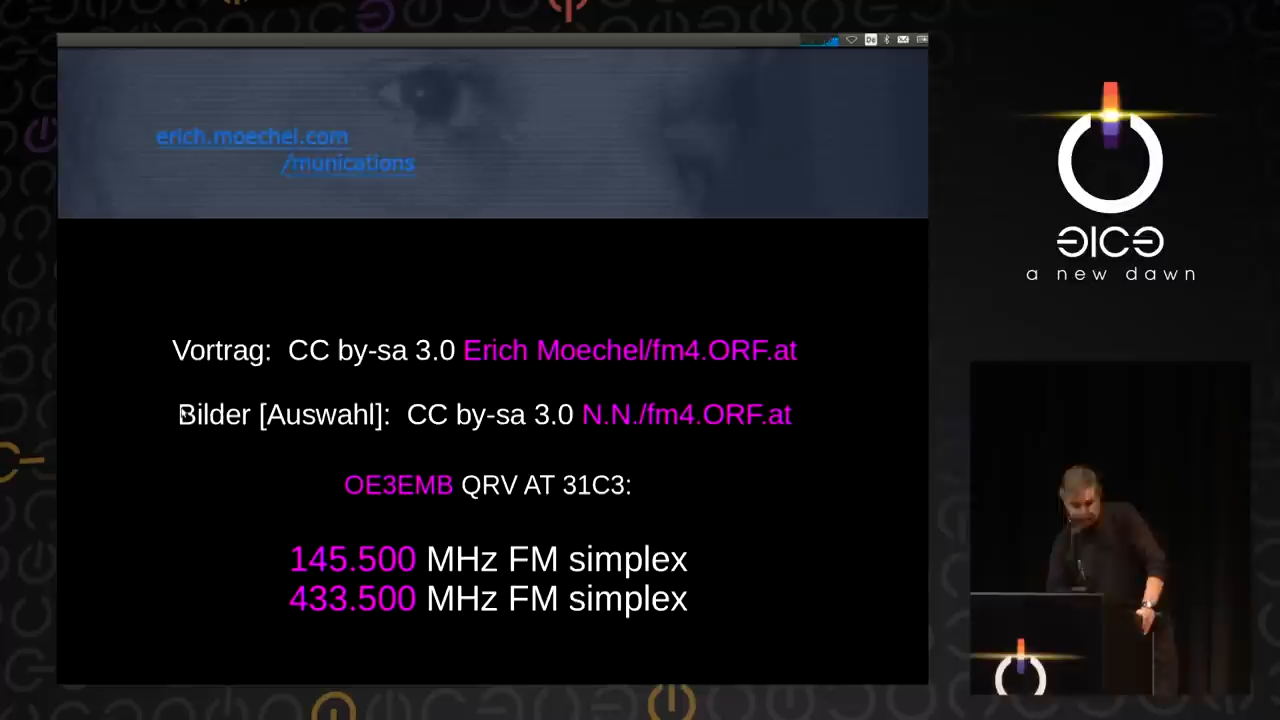 erich.moechel.com
/munications
Vortrag: CC by-sa 3.0 Erich Moechel/fm4.ORF.at
Bilder [Auswahl]: CC by-sa 3.0 N.N./fm4.ORF.at
OE3EMB QRV AT 31C3:
145.500 MHz FM simplex
433.500 MHz FM simplex
31C3
a new dawn